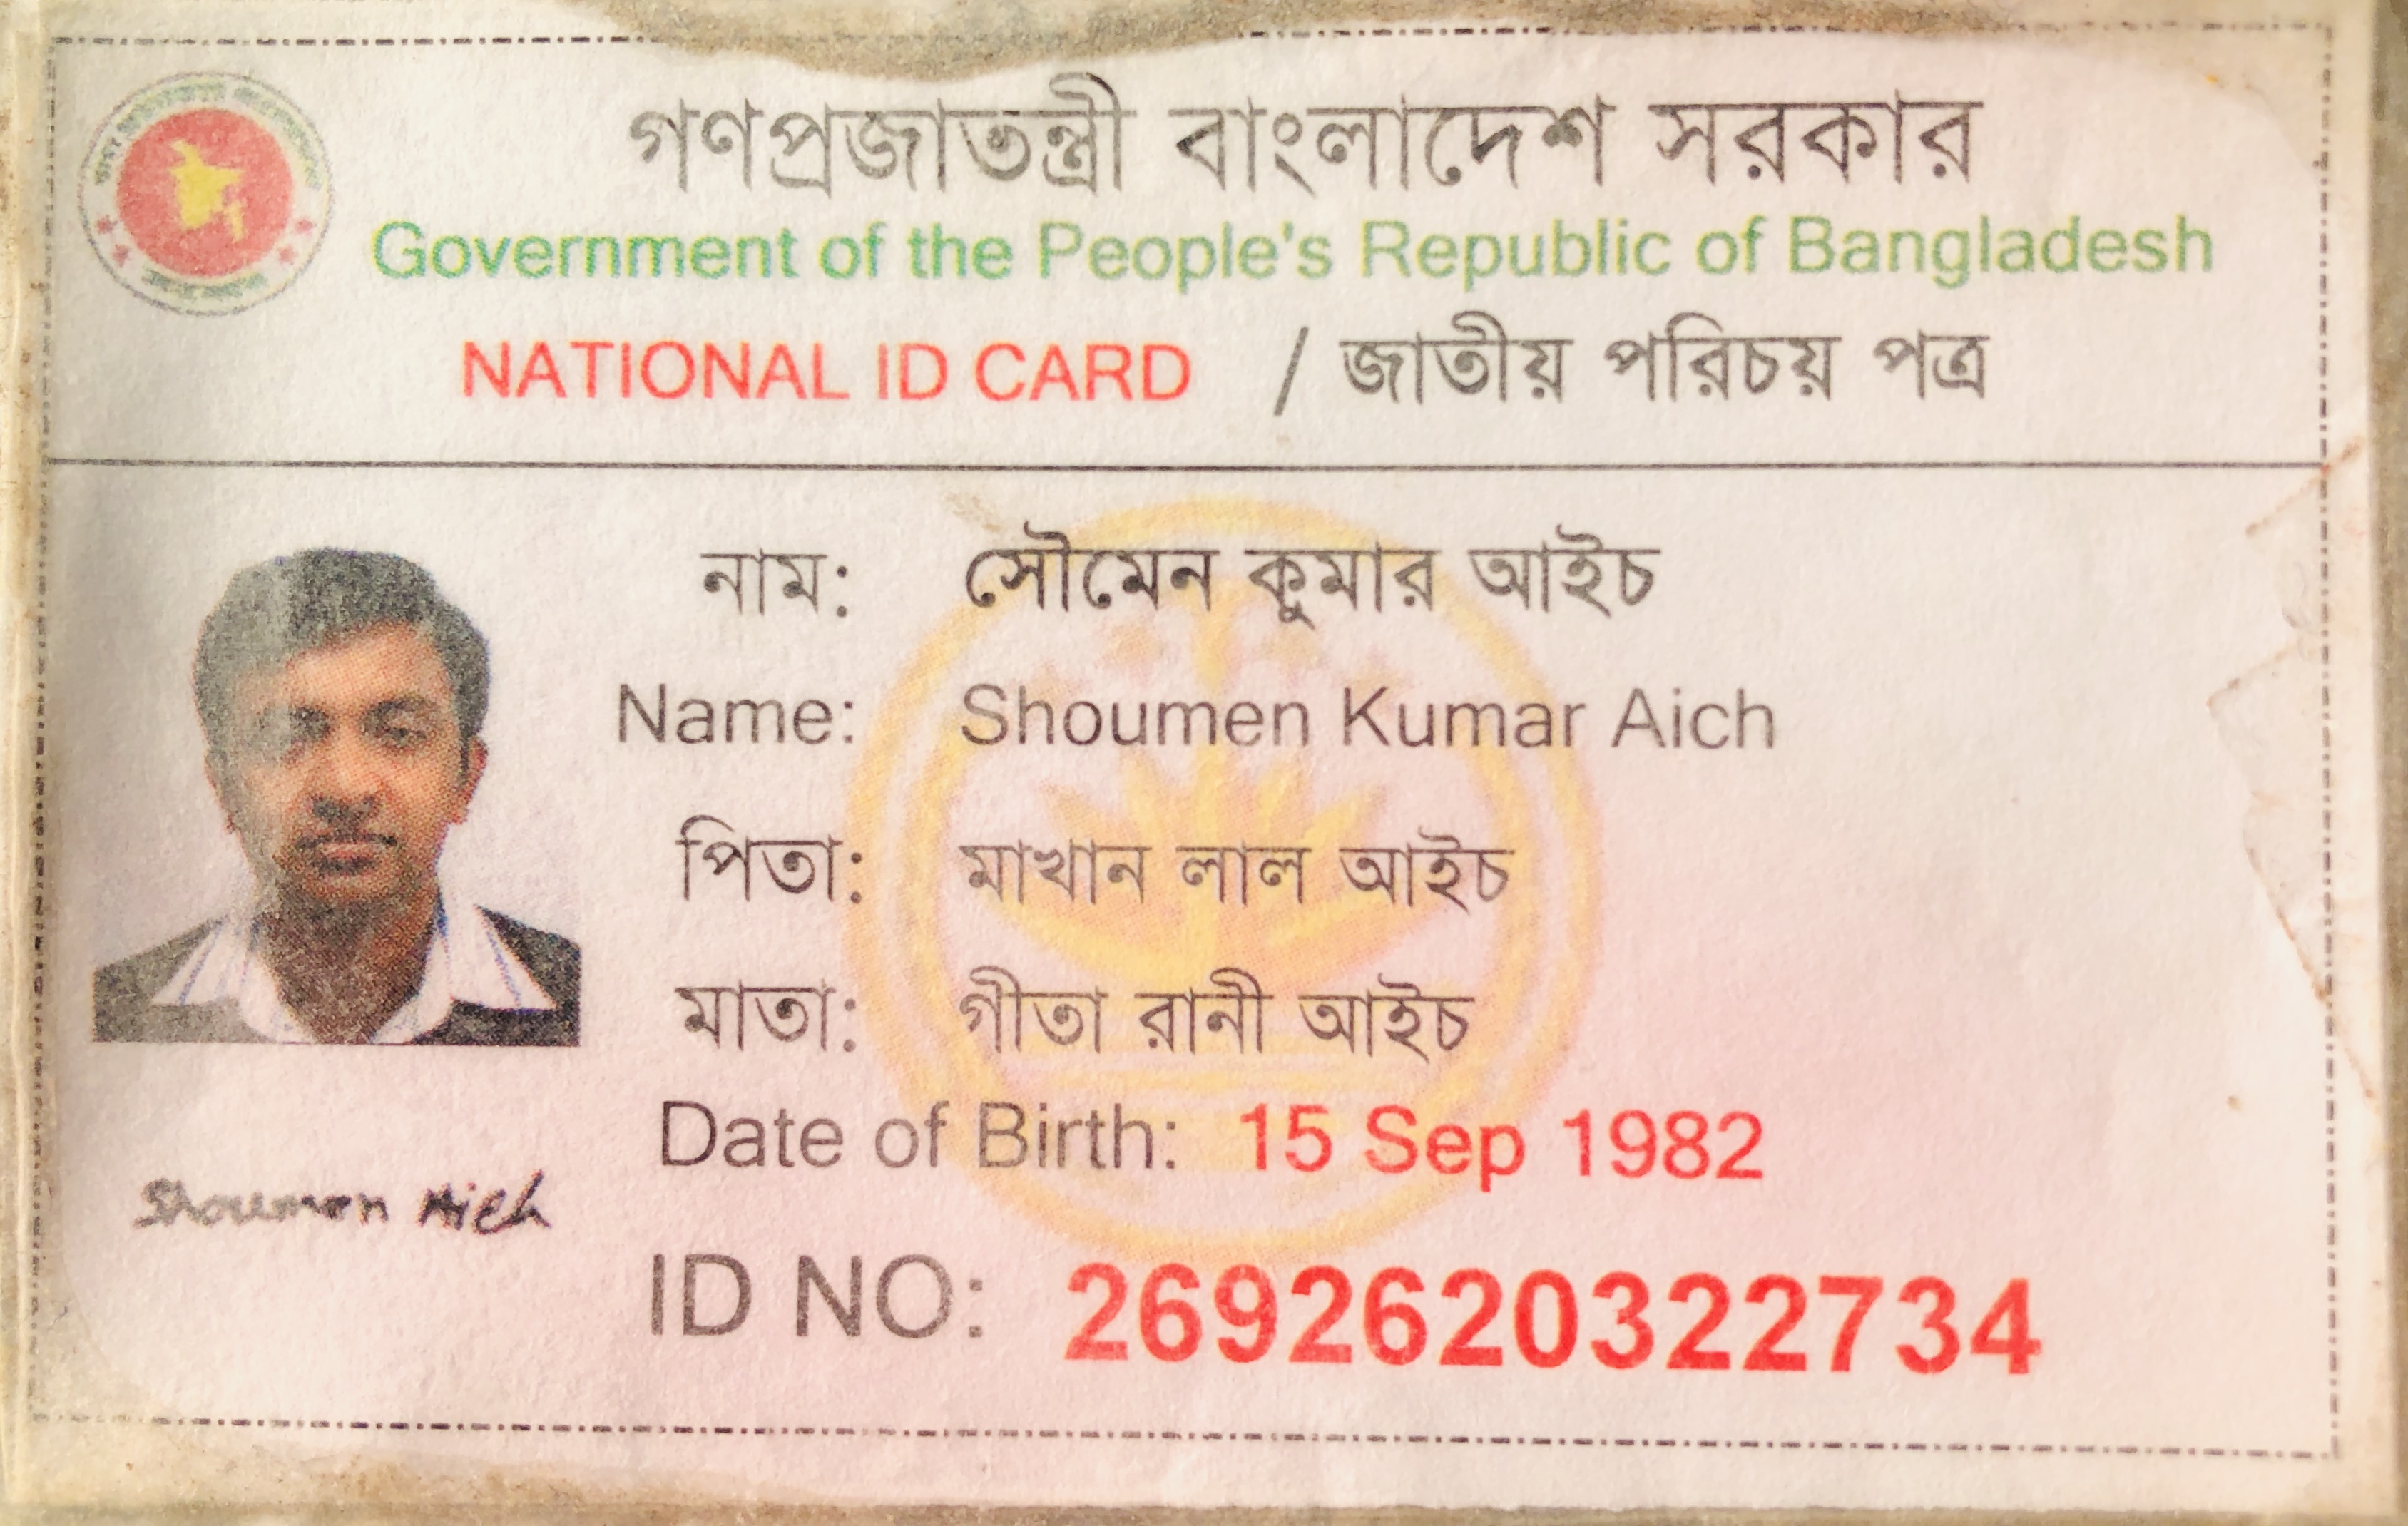 গণপ্রজাতন্ত্রী বাংলাদেশ সরকার
Government of the People's Republic of Bangladesh
NATIONAL ID CARD / জাতীয় পরিচয় পত্র
নাম: সৌমেন কুমার আইচ
Name: Shoumen Kumar Aich
পিতা: মাখান লাল আইচ
মাতা: গীতা রানী আইচ
Date of Birth: 15 Sep 1982
Shoumen Aich
ID NO: 2692620322734